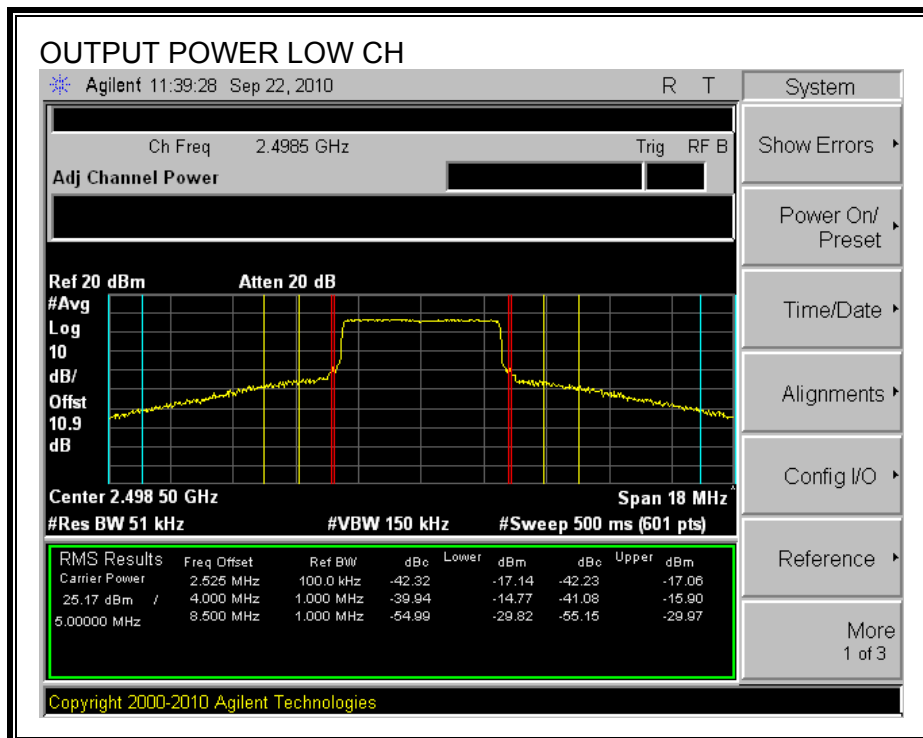 OUTPUT POWER LOW CH
Agilent 11:39:28 Sep 22, 2010 R T
System
Ch Freq 2.4985 GHz Trig RF B
Show Errors
Adj Channel Power
Power On/
Preset
Ref 20 dBm Atten 20 dB
#Avg
Log
10
dB/
Offst
10.9
dB
Time/Date
Alignments
Config I/O
Center 2.498 50 GHz Span 18 MHz^
#Res BW 51 kHz #VBW 150 kHz #Sweep 500 ms (601 pts)
RMS Results Freq Offset Ref BW dBc Lower dBm dBc Upper dBm
Carrier Power 2.525 MHz 100.0 kHz -42.32 -17.14 -42.23 -17.06
25.17 dBm / 4.000 MHz 1.000 MHz -39.94 -14.77 -41.08 -15.90
5.00000 MHz 8.500 MHz 1.000 MHz -54.99 -29.82 -55.15 -29.97
Reference
More
1 of 3
Copyright 2000-2010 Agilent Technologies